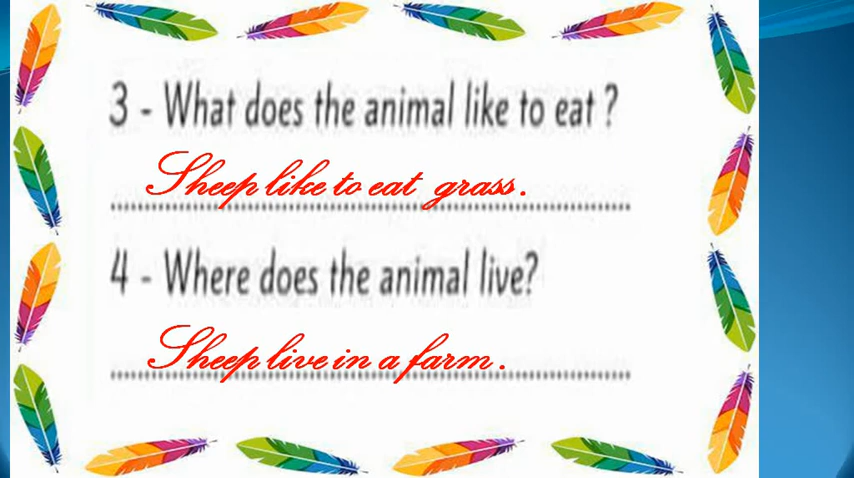 3 - What does the animal like to eat ?
Sheep like to eat grass.
4 - Where does the animal live?
Sheep live in a farm.